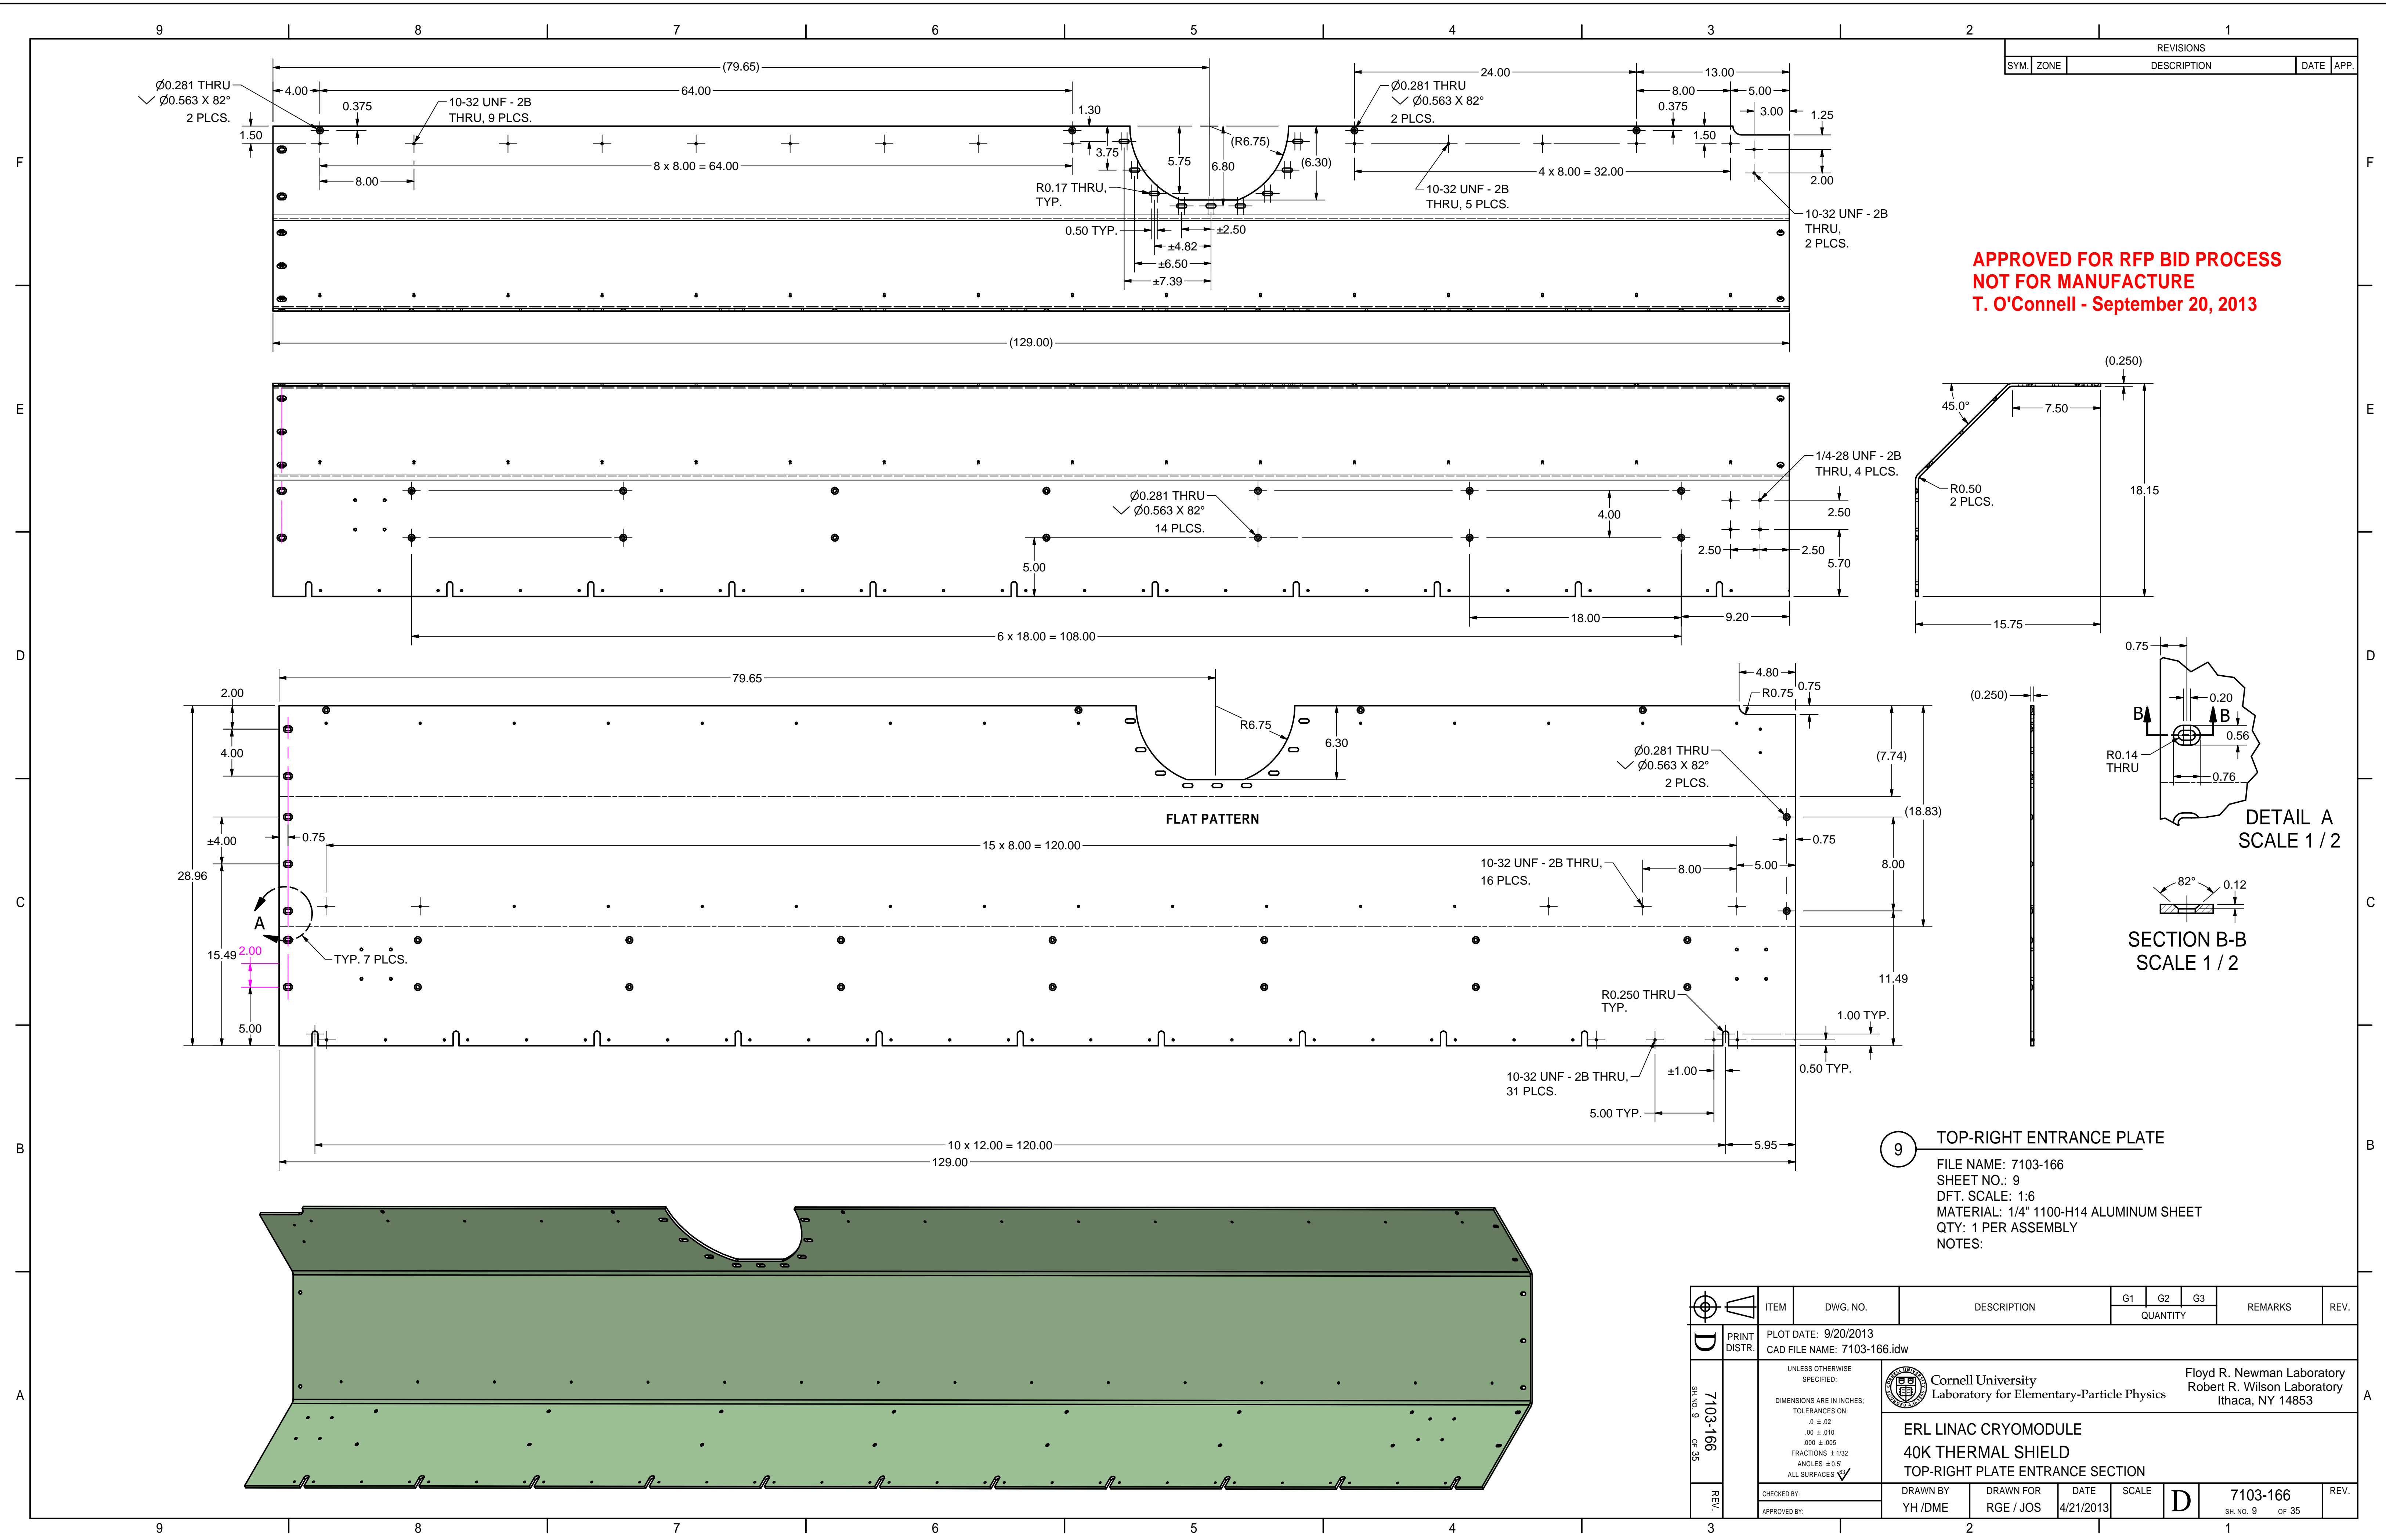 9 8 7 6 5 4 3 2 1
REVISIONS
SYM. ZONE DESCRIPTION DATE APP.
F
E
D
C
B
A
F
E
D
C
B
A
(79.65)
4.00
64.00
24.00
13.00
8.00
5.00
3.00
1.25
Ø0.281 THRU
Ø0.563 X 82°
2 PLCS.
0.375
10-32 UNF - 2B
THRU, 9 PLCS.
1.50
1.30
3.75
5.75
6.80
(R6.75)
(6.30)
Ø0.281 THRU
Ø0.563 X 82°
2 PLCS.
0.375
1.50
8 x 8.00 = 64.00
8.00
4 x 8.00 = 32.00
2.00
R0.17 THRU,
TYP.
10-32 UNF - 2B
THRU, 5 PLCS.
10-32 UNF - 2B
THRU,
2 PLCS.
0.50 TYP.
±2.50
±4.82
±6.50
±7.39
(129.00)
APPROVED FOR RFP BID PROCESS
NOT FOR MANUFACTURE
T. O'Connell - September 20, 2013
(0.250)
45.0°
7.50
R0.50
2 PLCS.
18.15
15.75
1/4-28 UNF - 2B
THRU, 4 PLCS.
Ø0.281 THRU
Ø0.563 X 82°
14 PLCS.
4.00
2.50
2.50
2.50
5.70
5.00
18.00
9.20
6 x 18.00 = 108.00
79.65
4.80
R0.75
0.75
2.00
4.00
R6.75
6.30
Ø0.281 THRU
Ø0.563 X 82°
2 PLCS.
(7.74)
(18.83)
FLAT PATTERN
±4.00
0.75
0.75
15 x 8.00 = 120.00
10-32 UNF - 2B THRU,
16 PLCS.
8.00
5.00
8.00
28.96
A
15.49
2.00
TYP. 7 PLCS.
5.00
11.49
R0.250 THRU
TYP.
1.00 TYP.
0.50 TYP.
10-32 UNF - 2B THRU,
31 PLCS.
±1.00
5.00 TYP.
10 x 12.00 = 120.00
5.95
129.00
(0.250)
0.75
0.20
B B
0.56
R0.14
THRU
0.76
DETAIL A
SCALE 1 / 2
82°
0.12
SECTION B-B
SCALE 1 / 2
9
TOP-RIGHT ENTRANCE PLATE
FILE NAME: 7103-166
SHEET NO.: 9
DFT. SCALE: 1:6
MATERIAL: 1/4" 1100-H14 ALUMINUM SHEET
QTY: 1 PER ASSEMBLY
NOTES:
ITEM DWG. NO. DESCRIPTION G1 G2 G3 REMARKS REV.
QUANTITY
D
PRINT
DISTR.
PLOT DATE: 9/20/2013
CAD FILE NAME: 7103-166.idw
UNLESS OTHERWISE
SPECIFIED:
DIMENSIONS ARE IN INCHES;
TOLERANCES ON:
.0 ± .02
.00 ± .010
.000 ± .005
FRACTIONS ± 1/32
ANGLES ± 0.5°
ALL SURFACES 63
Cornell University
Laboratory for Elementary-Particle Physics
Floyd R. Newman Laboratory
Robert R. Wilson Laboratory
Ithaca, NY 14853
7103-166
SH. NO. 9 OF 35
REV.
ERL LINAC CRYOMODULE
40K THERMAL SHIELD
TOP-RIGHT PLATE ENTRANCE SECTION
CHECKED BY:
APPROVED BY:
DRAWN BY DRAWN FOR DATE SCALE
YH /DME RGE / JOS 4/21/2013
D
7103-166
SH. NO. 9 OF 35
REV.
9 8 7 6 5 4 3 2 1